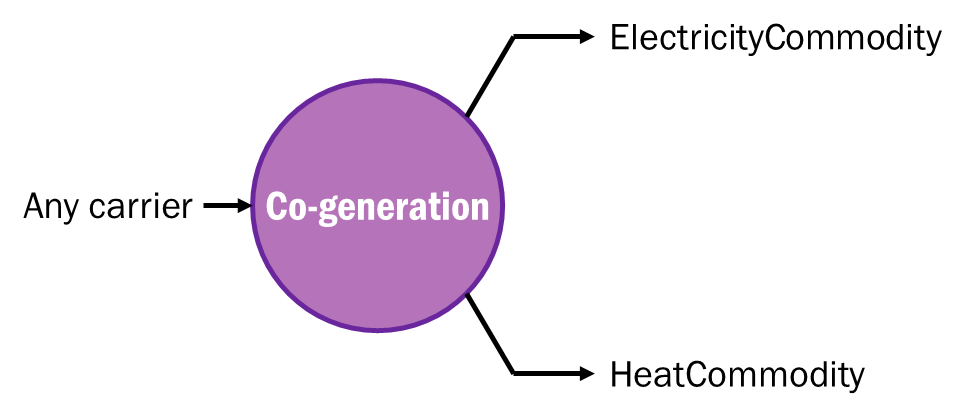 ElectricityCommodity
Any carrier
Co-generation
HeatCommodity